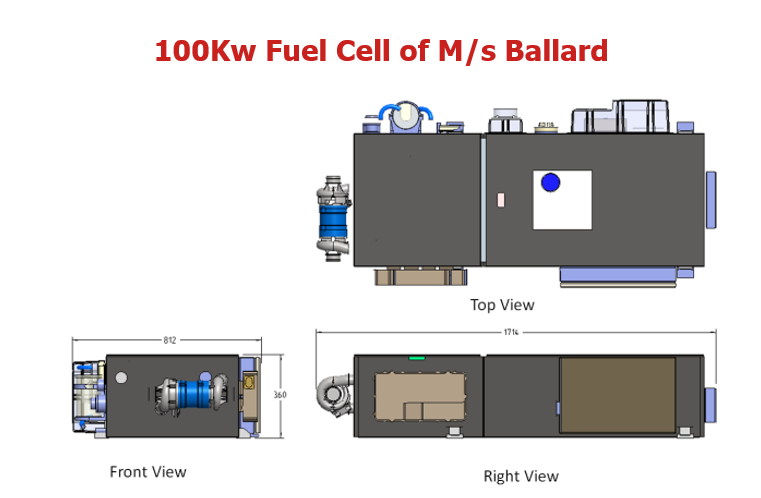 100Kw Fuel Cell of M/s Ballard
Top View
812
1714
360
Front View
Right View